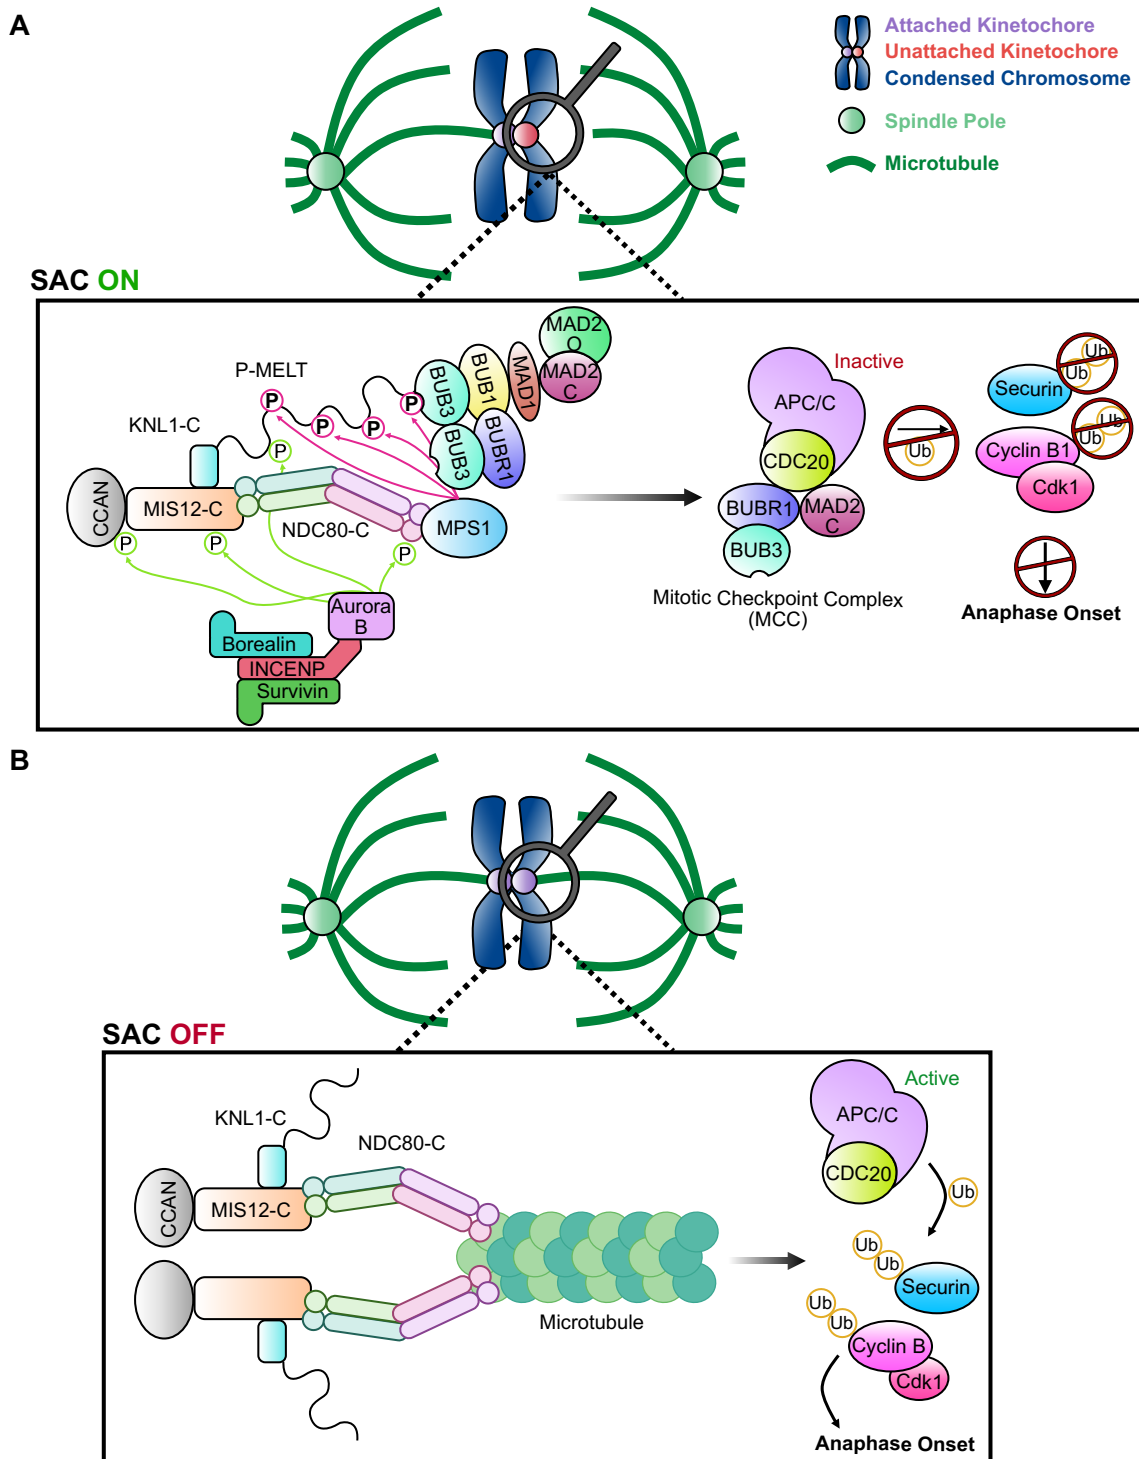 A
Attached Kinetochore
Unattached Kinetochore
Condensed Chromosome
Spindle Pole
Microtubule
SAC ON
P-MELT
KNL1-C
CCAN
MIS12-C
NDC80-C
P
P
P
P
P
P
P
P
BUB3
BUB1
MAD1
MAD2
O
MAD2
C
BUB3
BUBR1
MPS1
Aurora
B
Borealin
INCENP
Survivin
Inactive
APC/C
CDC20
BUBR1
MAD2
C
BUB3
Mitotic Checkpoint Complex
(MCC)
Ub
Ub
Ub
Securin
Ub
Ub
Cyclin B1
Cdk1
Anaphase Onset
B
SAC OFF
KNL1-C
NDC80-C
CCAN
MIS12-C
Microtubule
Active
APC/C
CDC20
Ub
Ub
Ub
Securin
Ub
Ub
Cyclin B
Cdk1
Anaphase Onset